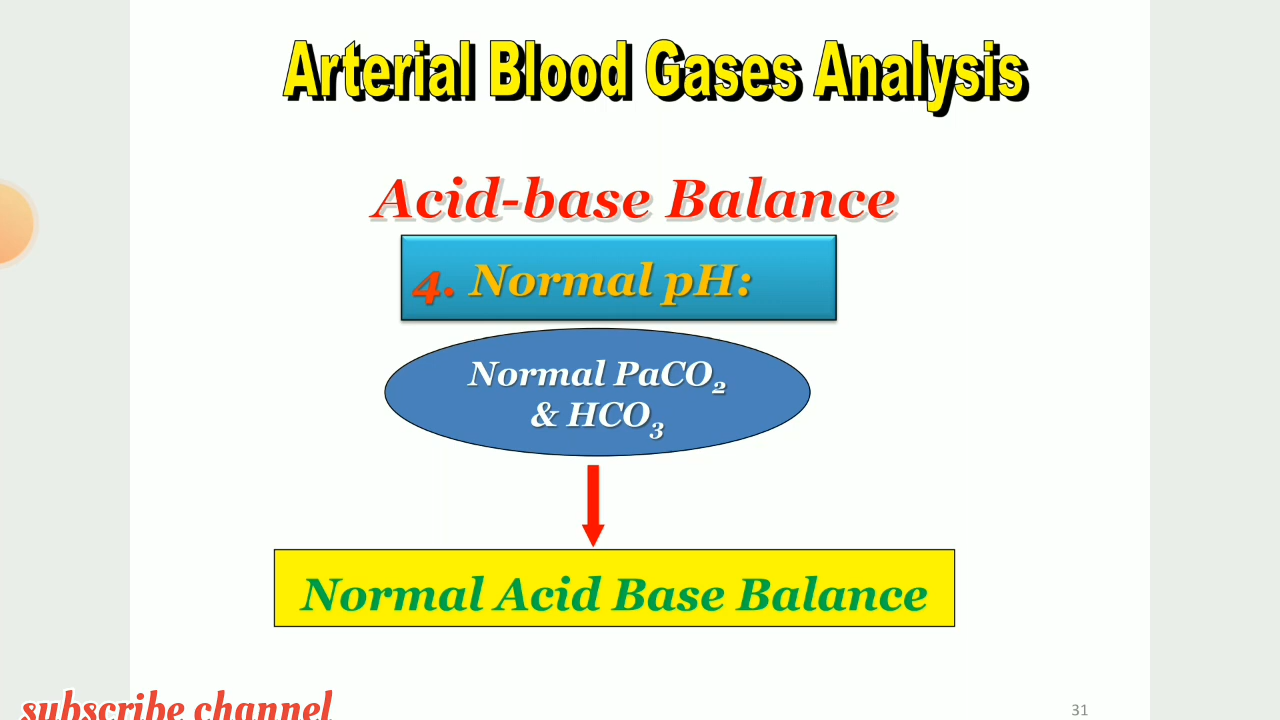 Arterial Blood Gases Analysis
Acid-base Balance
4. Normal pH:
Normal PaCO₂
& HCO₃
Normal Acid Base Balance
subscribe channel
31